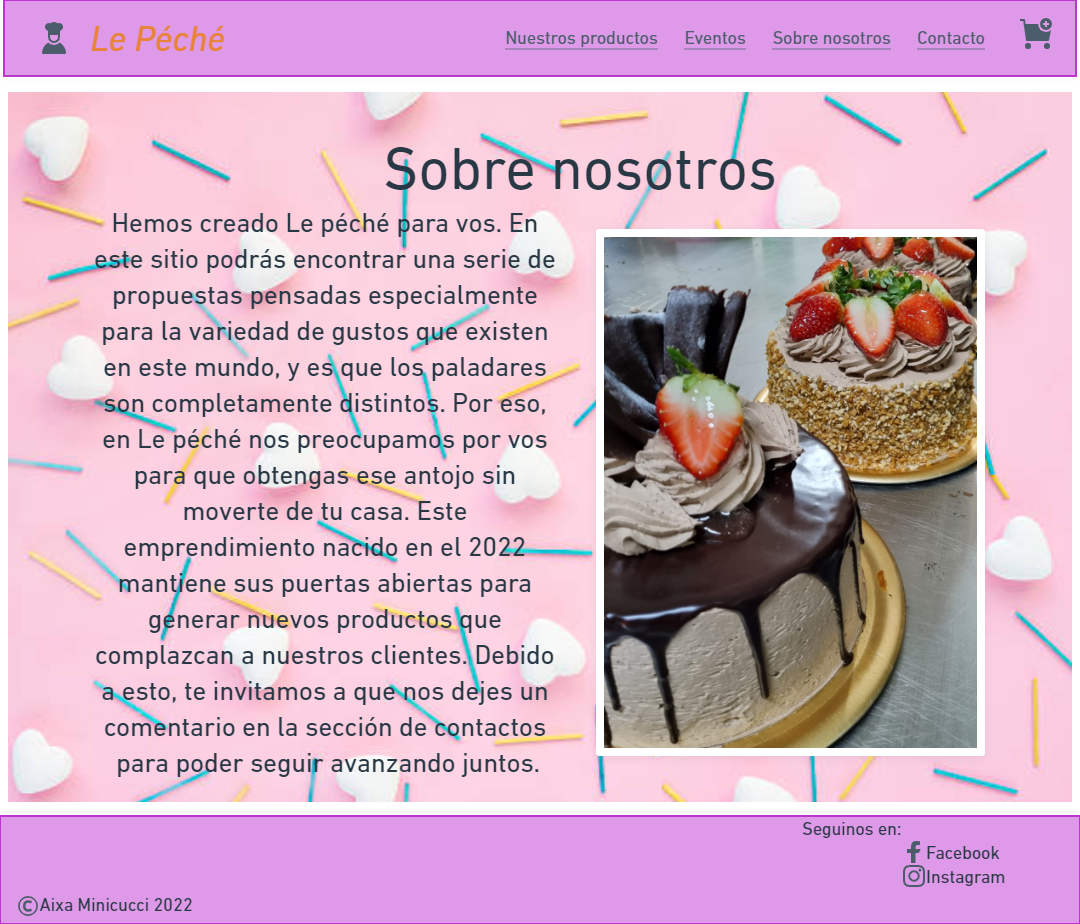 Le Péché
Nuestros productos
Eventos
Sobre nosotros
Contacto
Sobre nosotros
Hemos creado Le péché para vos. En
este sitio podrás encontrar una serie de
propuestas pensadas especialmente
para la variedad de gustos que existen
en este mundo, y es que los paladares
son completamente distintos. Por eso,
en Le péché nos preocupamos por vos
para que obtengas ese antojo sin
moverte de tu casa. Este
emprendimiento nacido en el 2022
mantiene sus puertas abiertas para
generar nuevos productos que
complazcan a nuestros clientes. Debido
a esto, te invitamos a que nos dejes un
comentario en la sección de contactos
para poder seguir avanzando juntos.
Seguinos en:
Facebook
Instagram
©Aixa Minicucci 2022